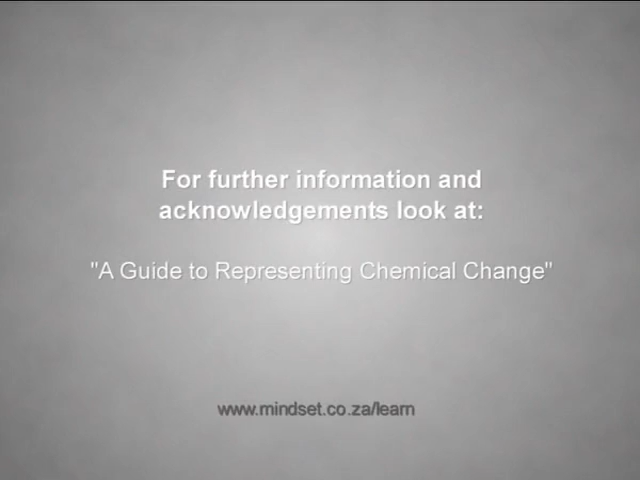 For further information and
acknowledgements look at:
"A Guide to Representing Chemical Change"
www.mindset.co.za/learn